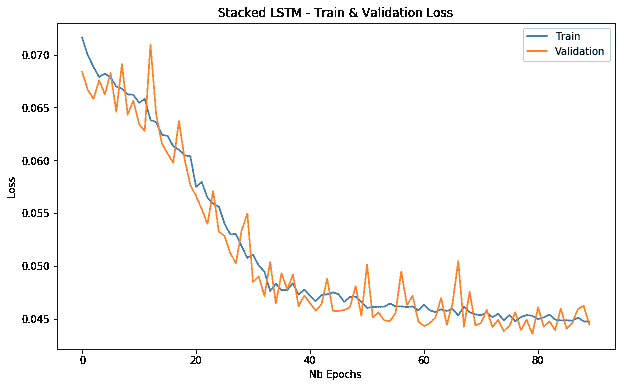 Stacked LSTM - Train & Validation Loss
Train
Validation
0.070
0.065
0.060
0.055
0.050
0.045
Loss
0
20
40
60
80
Nb Epochs